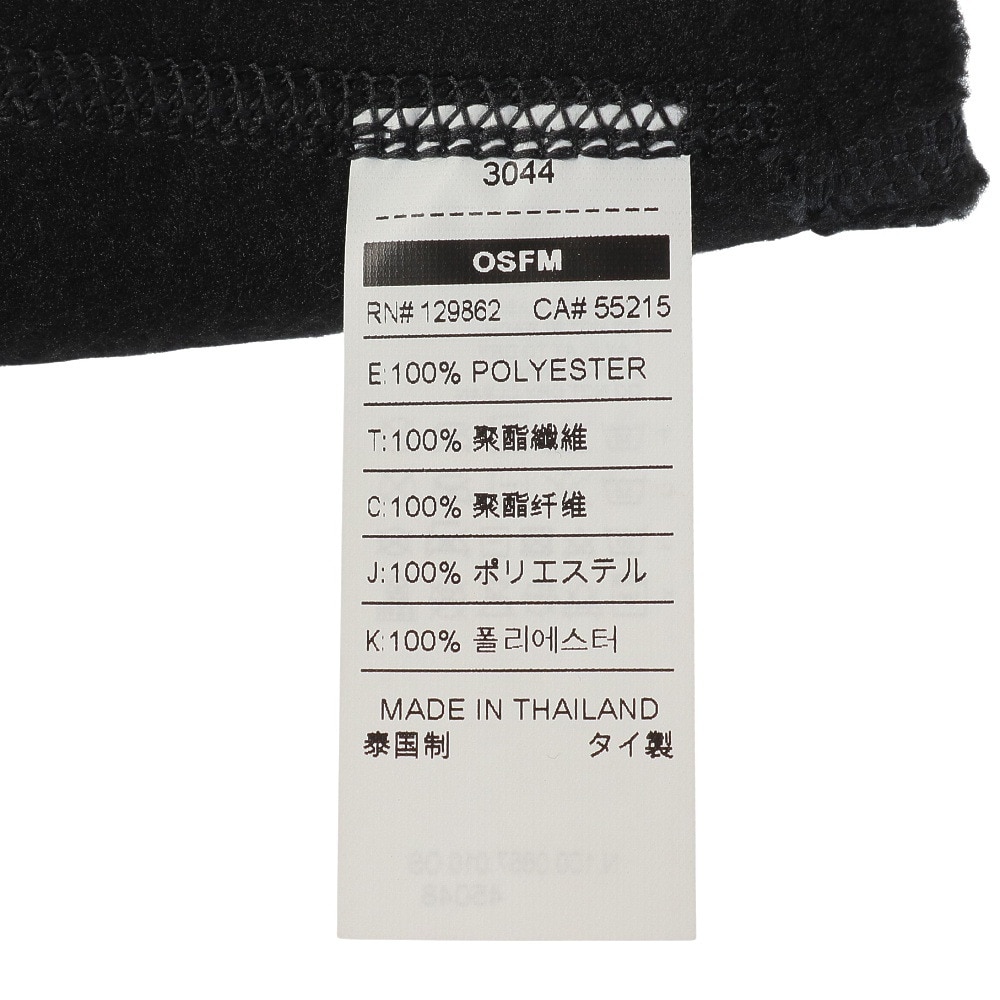 3044
OSFM
RN# 129862 CA# 55215
E:100% POLYESTER
T:100% 聚酯纖維
C:100% 聚酯纤维
J:100% ポリエステル
K:100% 폴리에스터
MADE IN THAILAND
泰国制 タイ製